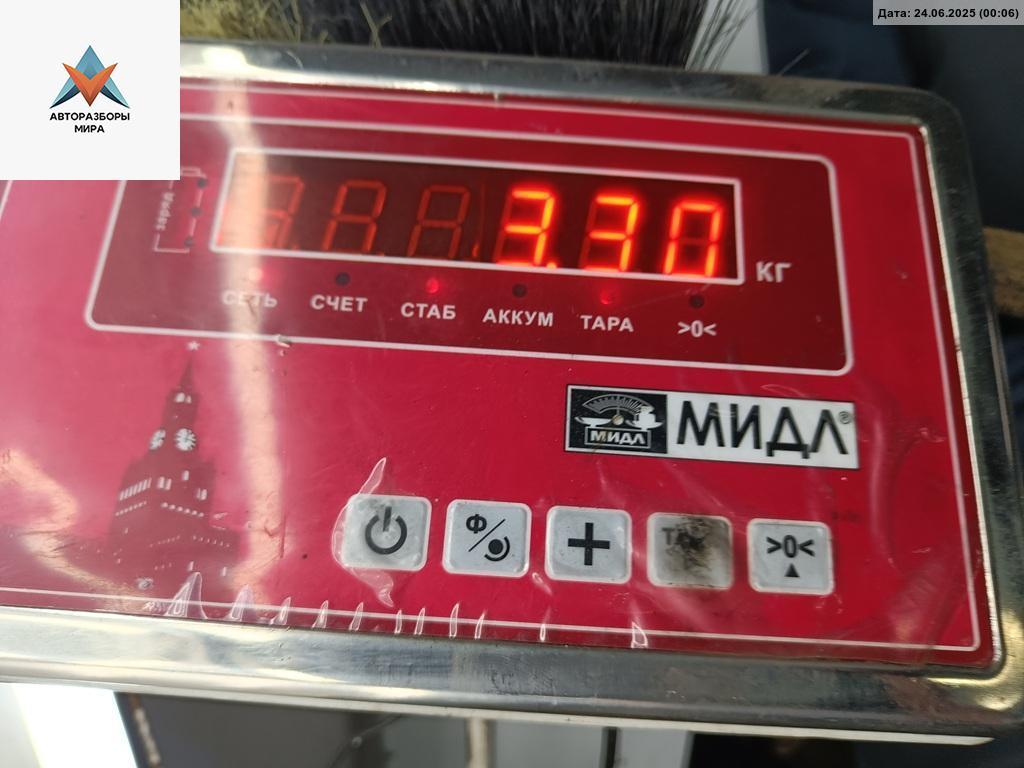 Дата: 24.06.2025 (00:06)
АВТОРАЗБОРЫ
МИРА
заряд
3.30
КГ
СЕТЬ СЧЕТ СТАБ АККУМ ТАРА >0<
МИДЛ МИДЛ®
Ф >0<